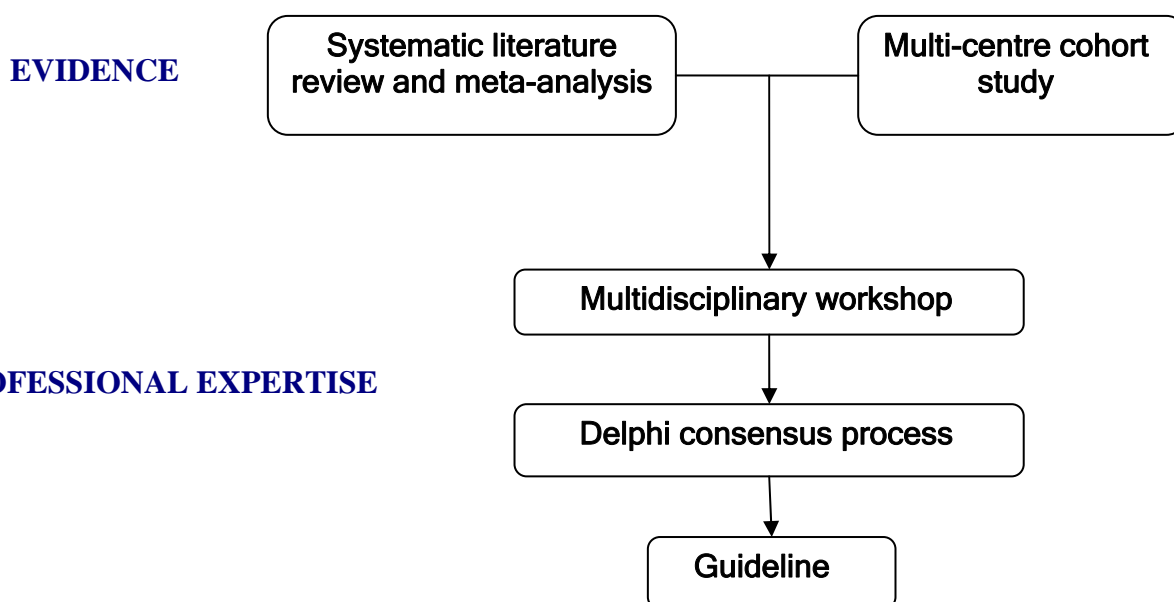 EVIDENCE
Systematic literature
review and meta-analysis
Multi-centre cohort
study
Multidisciplinary workshop
OFESSIONAL EXPERTISE
Delphi consensus process
Guideline